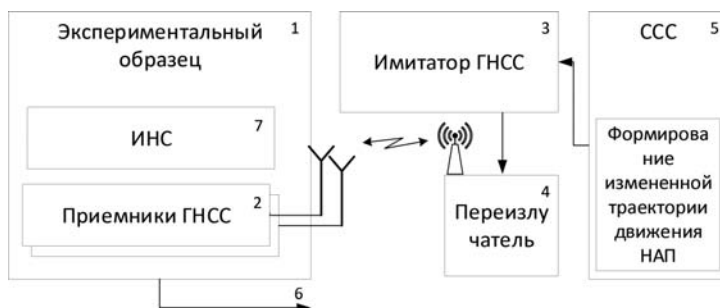 Экспериментальный 1
образец
ИНС 7
Приемники ГНСС 2
6
Имитатор ГНСС 3
Переизлу 4
чатель
ССС 5
Формирова
ние
измененной
траектории
движения
НАП